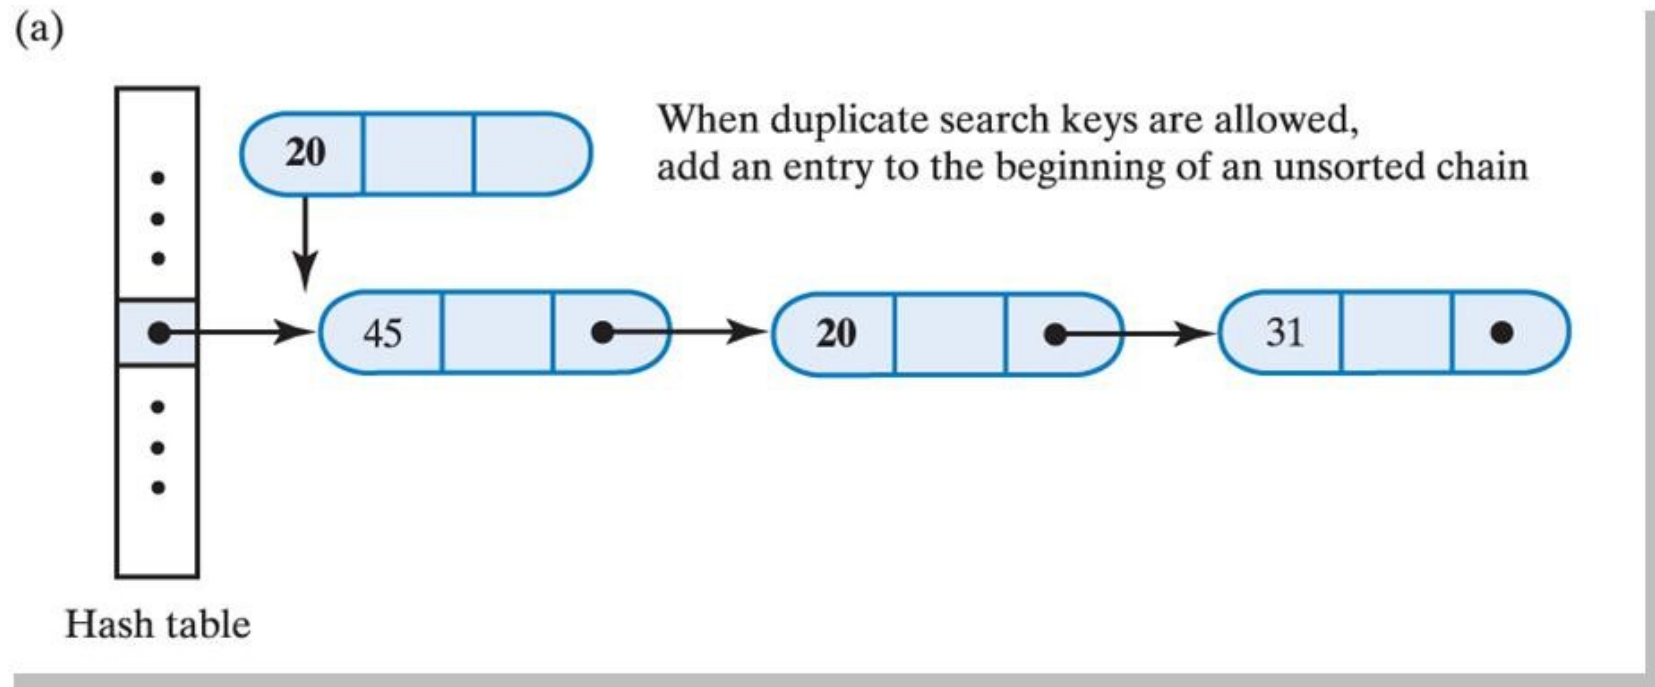 (a)
20
When duplicate search keys are allowed,
add an entry to the beginning of an unsorted chain
45
20
31
Hash table